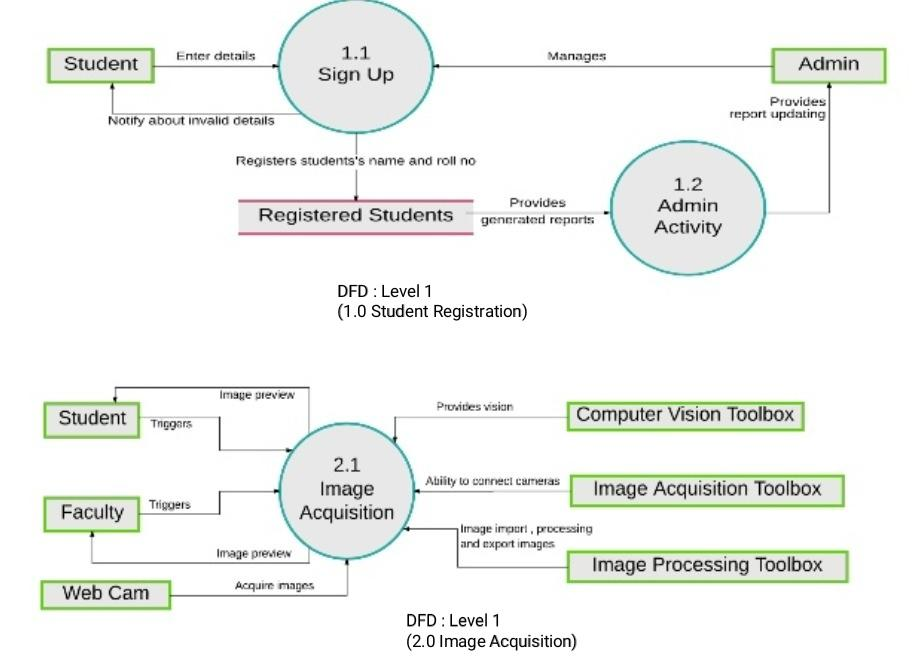 1.1
Sign Up
Student
Enter details
Manages
Admin
Notify about invalid details
Provides
report updating
Registers students's name and roll no
1.2
Admin
Activity
Registered Students
Provides
generated reports
DFD : Level 1
(1.0 Student Registration)
Image preview
Student
Triggers
Provides vision
Computer Vision Toolbox
2.1
Image
Acquisition
Ability to connect cameras
Image Acquisition Toolbox
Faculty
Triggers
Image preview
Image import , processing
and export images
Image Processing Toolbox
Web Cam
Acquire images
DFD : Level 1
(2.0 Image Acquisition)